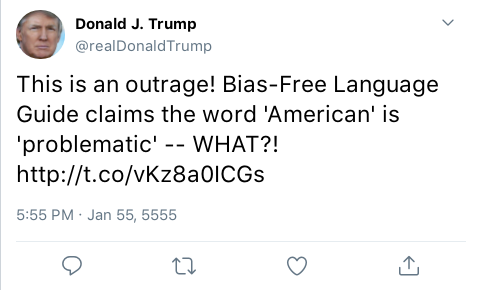 Donald J. Trump
@realDonaldTrump
This is an outrage! Bias-Free Language
Guide claims the word 'American' is
'problematic' -- WHAT?!
http://t.co/vKz8a0ICGs
5:55 PM · Jan 55, 5555